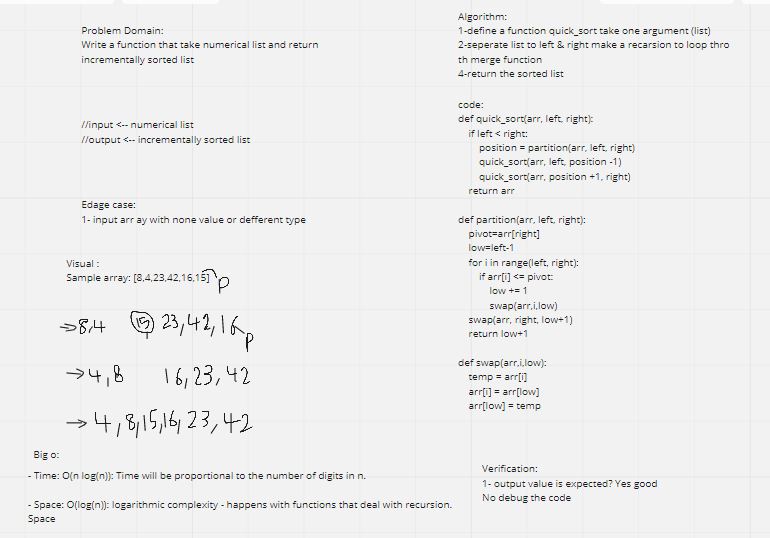 Problem Domain:
Write a function that take numerical list and return
incrementally sorted list
//input <-- numerical list
//output <-- incrementally sorted list
Edage case:
1- input arr ay with none value or defferent type
Visual :
Sample array: [8,4,23,42,16,15] p
→8,4 15 23,42,16 p
→4,8 16,23,42
→4,8,15,16,23,42
Big o:
- Time: O(n log(n)): Time will be proportional to the number of digits in n.
- Space: O(log(n)): logarithmic complexity - happens with functions that deal with recursion.
Space
Algorithm:
1-define a function quick_sort take one argument (list)
2-seperate list to left & right make a recarsion to loop thro
th merge function
4-return the sorted list
code:
def quick_sort(arr, left, right):
if left < right:
position = partition(arr, left, right)
quick_sort(arr, left, position -1)
quick_sort(arr, position +1, right)
return arr
def partition(arr, left, right):
pivot=arr[right]
low=left-1
for i in range(left, right):
if arr[i] <= pivot:
low += 1
swap(arr,i,low)
swap(arr, right, low+1)
return low+1
def swap(arr,i,low):
temp = arr[i]
arr[i] = arr[low]
arr[low] = temp
Verification:
1- output value is expected? Yes good
No debug the code